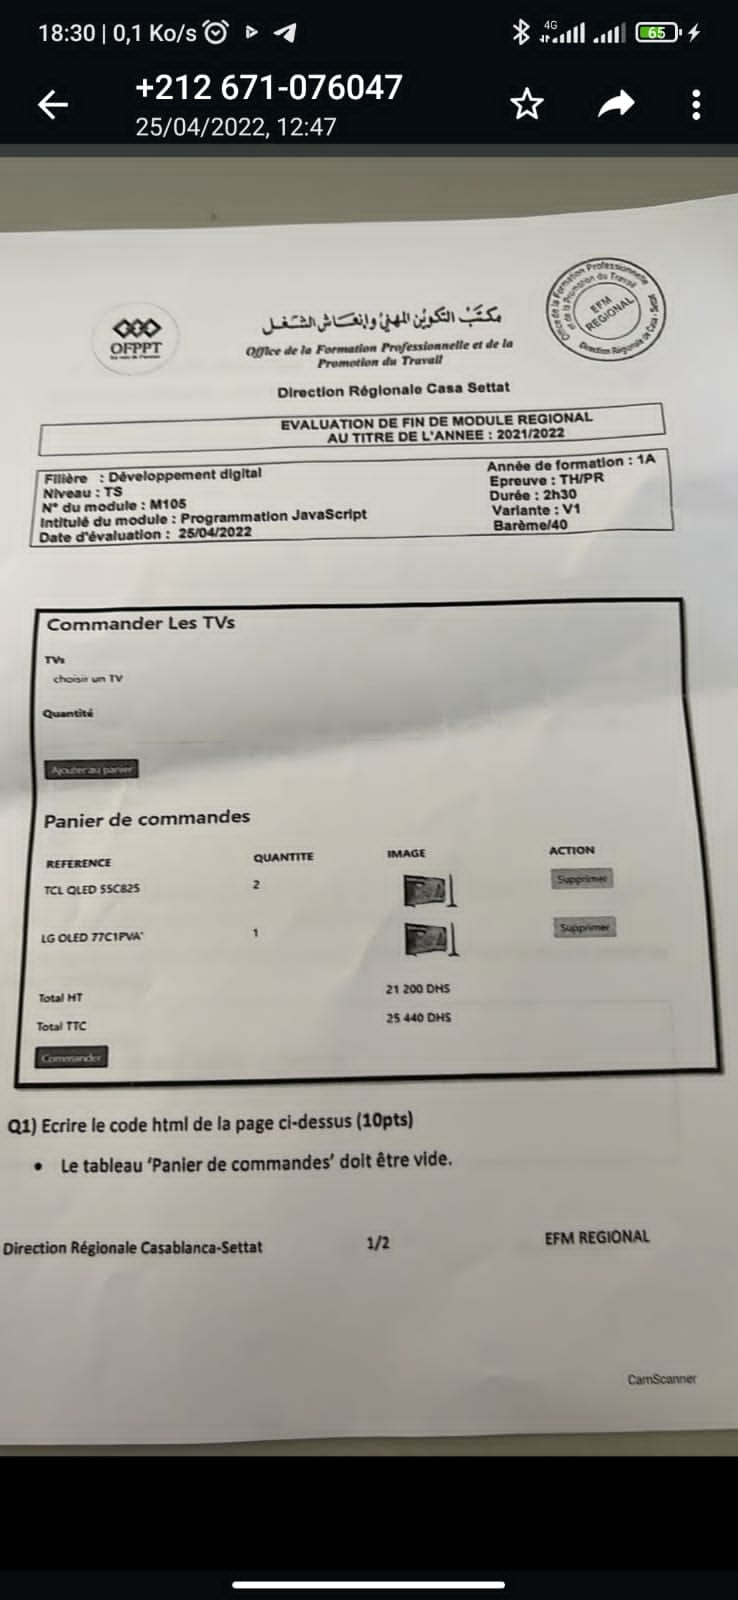 18:30 | 0,1 Ko/s
4G
65
+212 671-076047
25/04/2022, 12:47
OFPPT
مكتب التكوين المهني وإنعاش الشغل
Office de la Formation Professionnelle et de la
Promotion du Travail
Direction Régionale Casa Settat
Office de la Formation Professionnelle
et de la Promotion du Travail
EFM
REGIONAL
Direction Régionale de Casa - Settat
EVALUATION DE FIN DE MODULE REGIONAL
AU TITRE DE L'ANNEE : 2021/2022
Filière : Développement digital
Niveau : TS
N° du module : M105
Intitulé du module : Programmation JavaScript
Date d'évaluation : 25/04/2022
Année de formation : 1A
Epreuve : TH/PR
Durée : 2h30
Variante : V1
Barème/40
Commander Les TVs
TVs
choisir un TV
Quantité
Ajouter au panier
Panier de commandes
REFERENCE QUANTITE IMAGE ACTION
TCL QLED 55C825 2 Supprimer
LG OLED 77C1PVA' 1 Supprimer
Total HT 21 200 DHS
Total TTC 25 440 DHS
Commander
Q1) Ecrire le code html de la page ci-dessus (10pts)
• Le tableau ‘Panier de commandes’ doit être vide.
Direction Régionale Casablanca-Settat 1/2 EFM REGIONAL
CamScanner